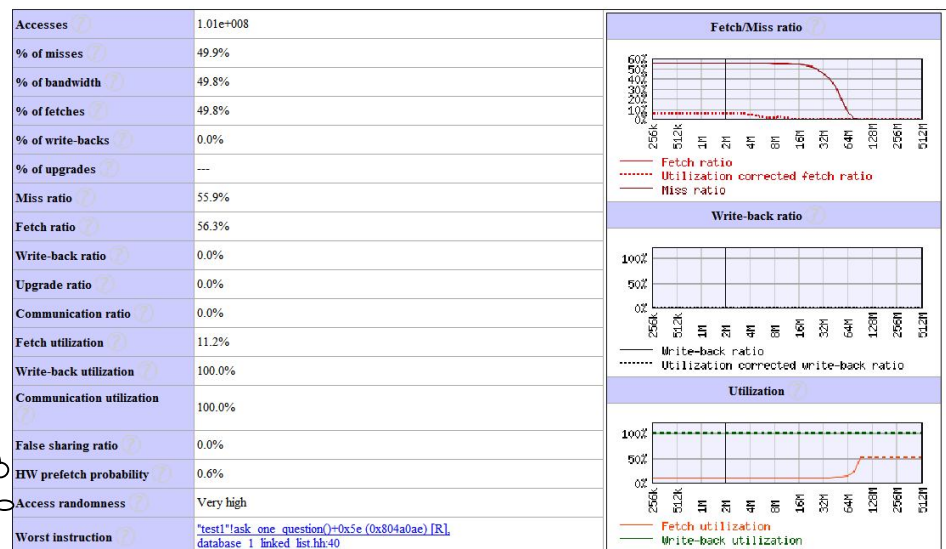 Accesses 1.01e+008
% of misses 49.9%
% of bandwidth 49.8%
% of fetches 49.8%
% of write-backs 0.0%
% of upgrades ---
Miss ratio 55.9%
Fetch ratio 56.3%
Write-back ratio 0.0%
Upgrade ratio 0.0%
Communication ratio 0.0%
Fetch utilization 11.2%
Write-back utilization 100.0%
Communication utilization 100.0%
False sharing ratio 0.0%
HW prefetch probability 0.6%
Access randomness Very high
Worst instruction "test1"!ask_one_question()+0x5e (0x804a0ae) [R],
database_1_linked_list.hh:40
Fetch/Miss ratio
60%
50%
40%
30%
20%
10%
0%
256k 512k 1M 2M 4M 8M 16M 32M 64M 128M 256M 512M
Fetch ratio
Utilization corrected fetch ratio
Miss ratio
Write-back ratio
100%
50%
0%
256k 512k 1M 2M 4M 8M 16M 32M 64M 128M 256M 512M
Write-back ratio
Utilization corrected write-back ratio
Utilization
100%
50%
0%
256k 512k 1M 2M 4M 8M 16M 32M 64M 128M 256M 512M
Fetch utilization
Write-back utilization